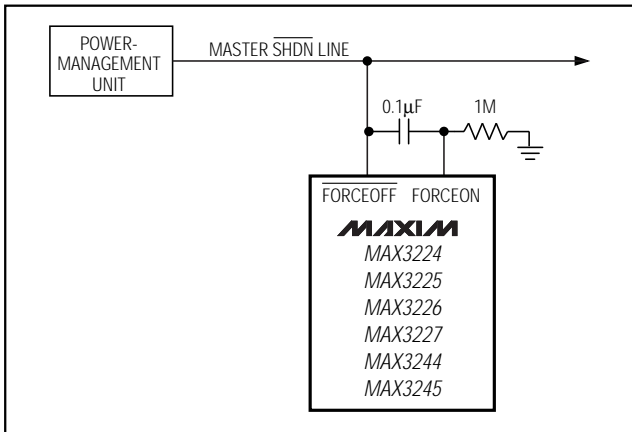 POWER-
MANAGEMENT
UNIT
MASTER SHDN LINE
0.1μF 1M
FORCEOFF FORCEON
MAXIM
MAX3224
MAX3225
MAX3226
MAX3227
MAX3244
MAX3245